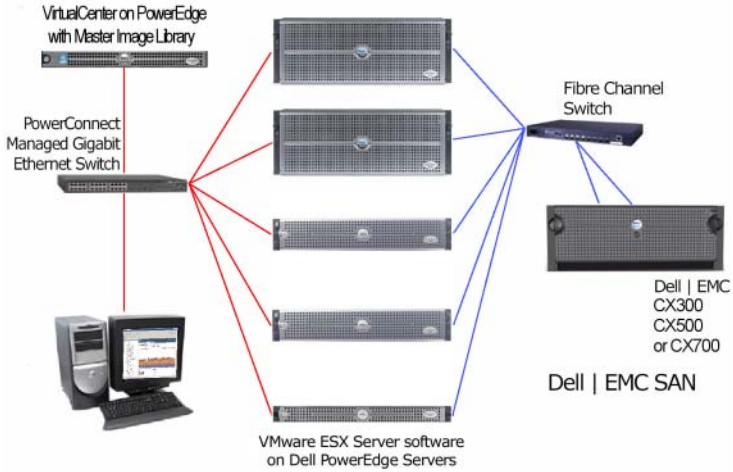 VirtualCenter on PowerEdge
with Master Image Library
PowerConnect
Managed Gigabit
Ethernet Switch
Fibre Channel
Switch
Dell | EMC
CX300
CX500
or CX700
Dell | EMC SAN
VMware ESX Server software
on Dell PowerEdge Servers